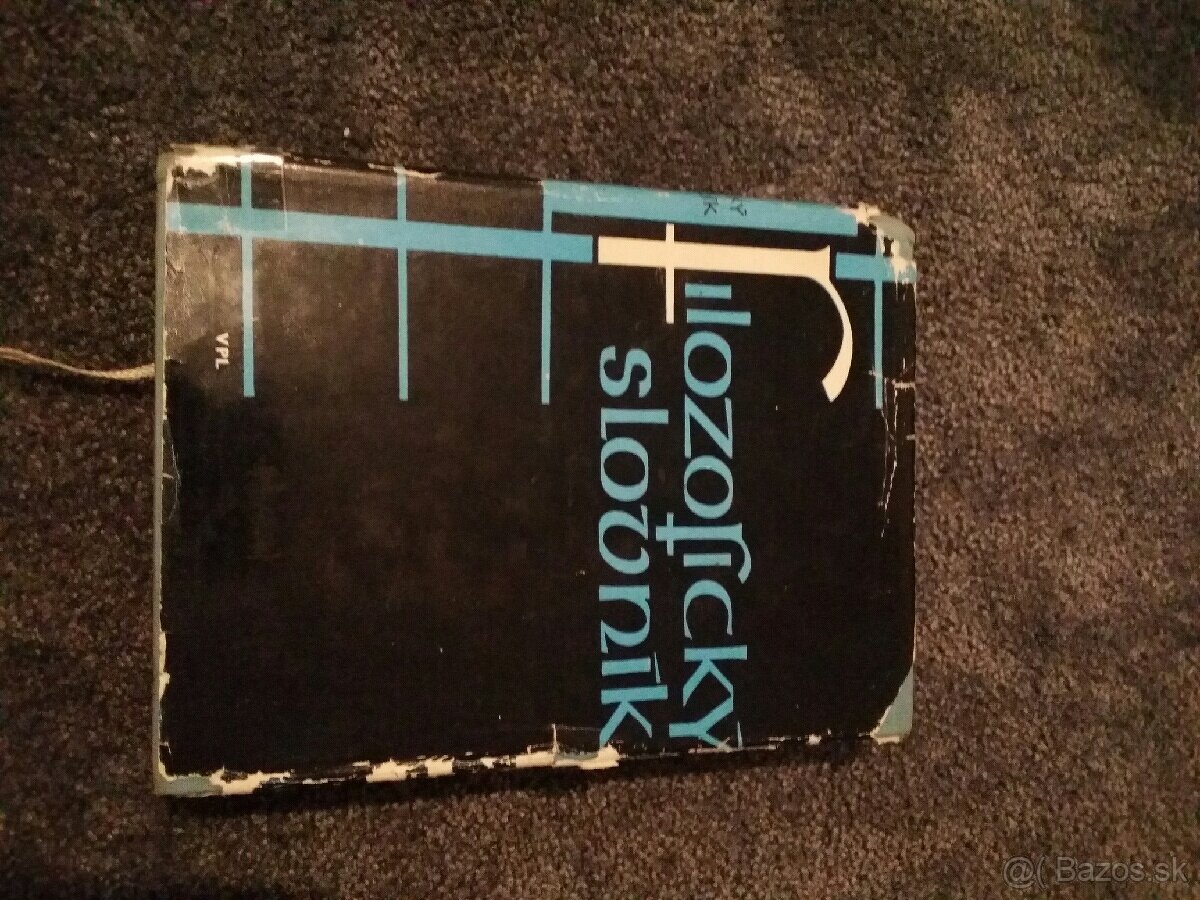 filozofický
slovník
VPL
@( Bazos.sk